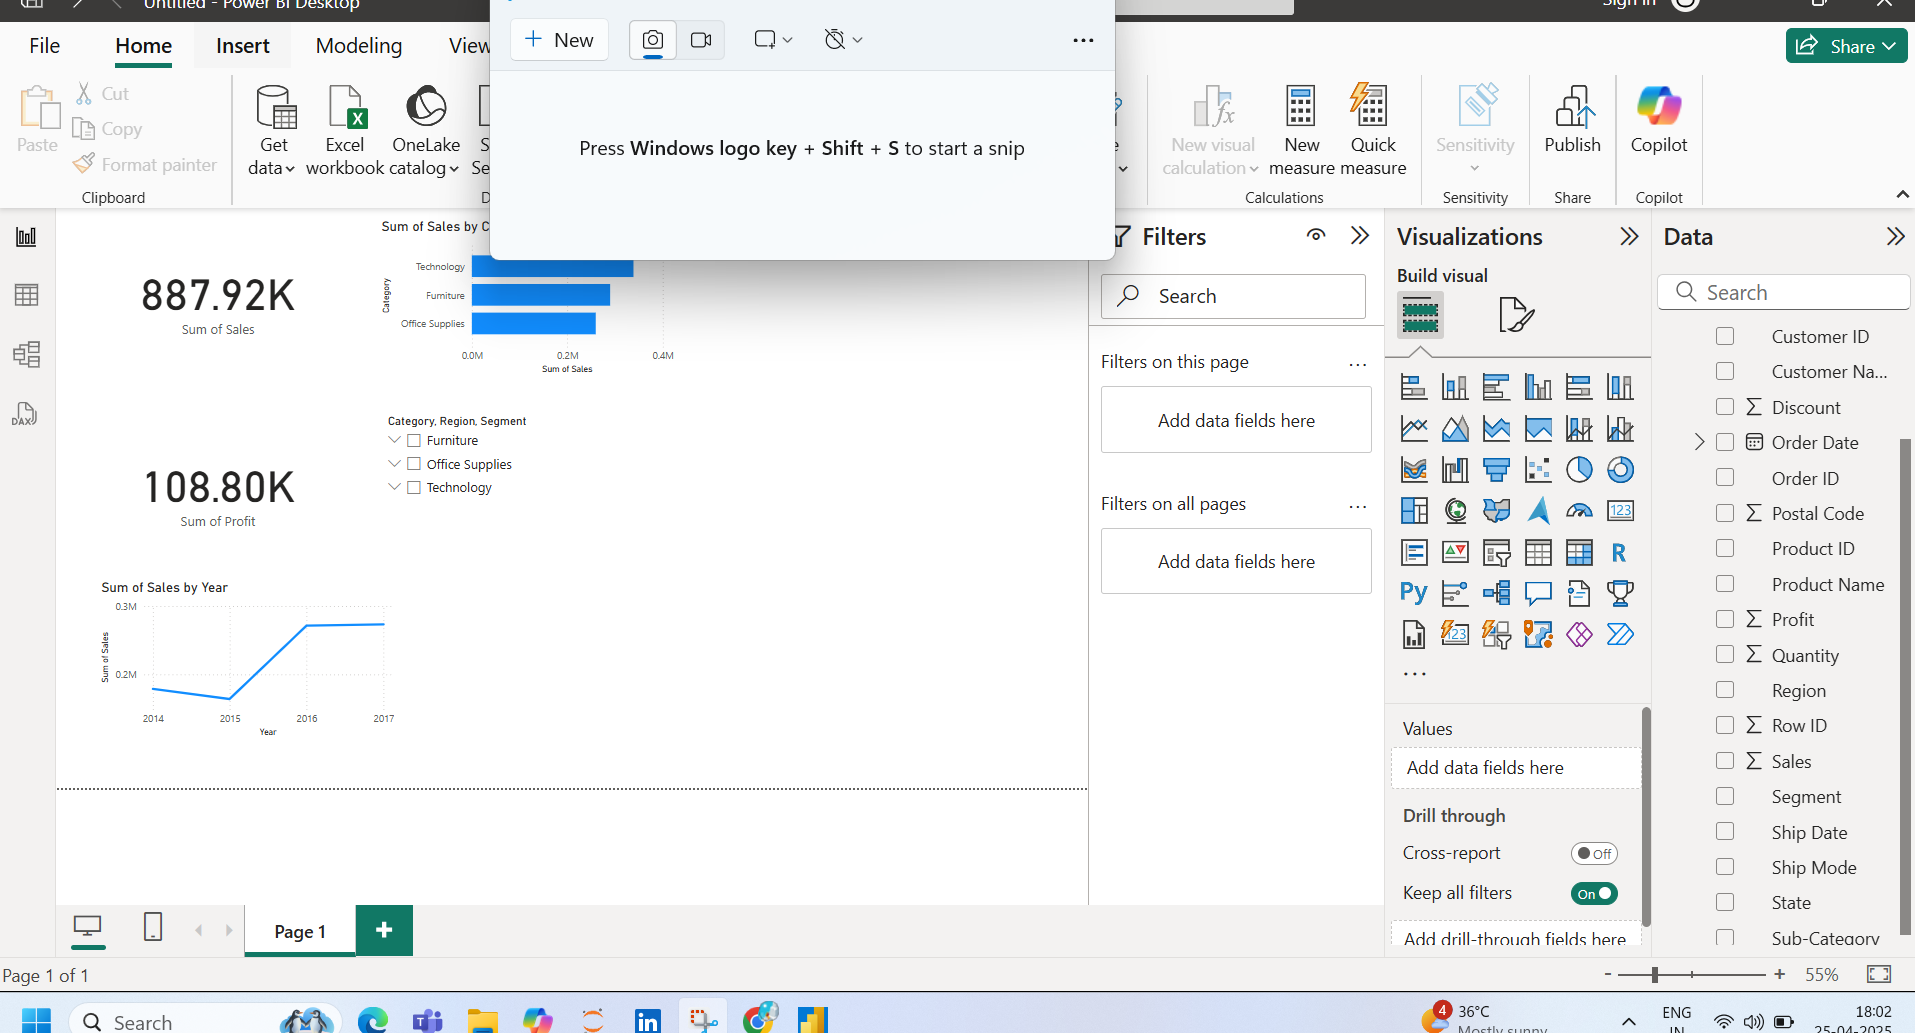 Untitled - Power BI Desktop
Sign in
File
Home
Insert
Modeling
View
Share
New
Press Windows logo key + Shift + S to start a snip
Paste
Cut
Copy
Format painter
Clipboard
Get data
Excel workbook
OneLake catalog
New visual calculation
New measure
Quick measure
Calculations
Sensitivity
Sensitivity
Publish
Share
Copilot
Copilot
887.92K
Sum of Sales
Sum of Sales by C
Category
Technology
Furniture
Office Supplies
0.0M 0.2M 0.4M
Sum of Sales
108.80K
Sum of Profit
Category, Region, Segment
Furniture
Office Supplies
Technology
Sum of Sales by Year
Sum of Sales
0.3M
0.2M
2014 2015 2016 2017
Year
Filters
Search
Filters on this page
Add data fields here
Filters on all pages
Add data fields here
Visualizations
Build visual
123
R
Py
123
Values
Add data fields here
Drill through
Cross-report
Off
Keep all filters
On
Add drill-through fields here
Data
Search
Customer ID
Customer Na...
Discount
Order Date
Order ID
Postal Code
Product ID
Product Name
Profit
Quantity
Region
Row ID
Sales
Segment
Ship Date
Ship Mode
State
Sub-Category
DAX
Page 1
Page 1 of 1
- + 55%
Search
4
36°C
Mostly sunny
ENG
IN
18:02
25-04-2025